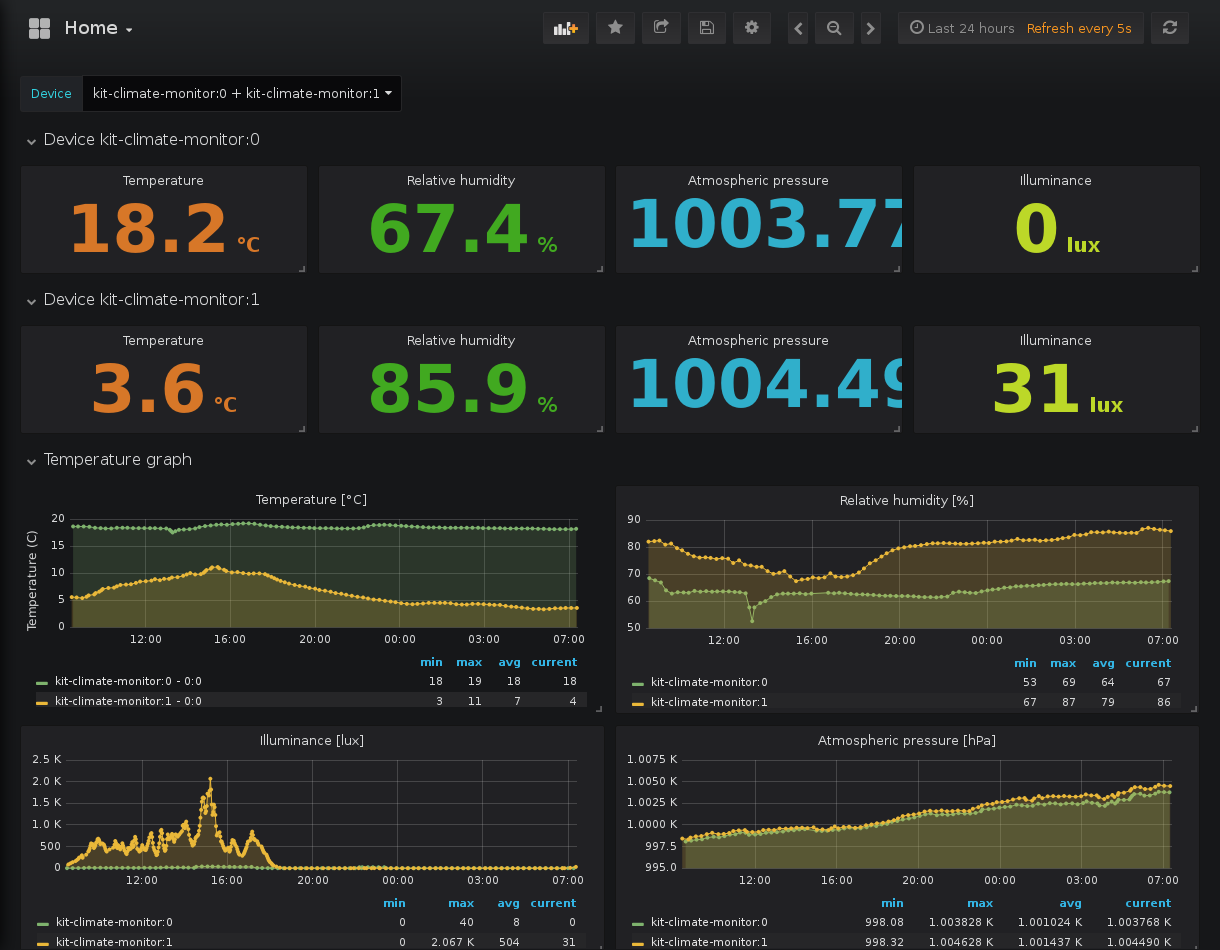 Home
Last 24 hours Refresh every 5s
Device kit-climate-monitor:0 + kit-climate-monitor:1
Device kit-climate-monitor:0
Temperature Relative humidity Atmospheric pressure Illuminance
18.2 °C 67.4 % 1003.77 0 lux
Device kit-climate-monitor:1
Temperature Relative humidity Atmospheric pressure Illuminance
3.6 °C 85.9 % 1004.49 31 lux
Temperature graph
Temperature [°C]
Temperature (C)
20
15
10
5
0
12:00 16:00 20:00 00:00 03:00 07:00
min max avg current
kit-climate-monitor:0 - 0:0 18 19 18 18
kit-climate-monitor:1 - 0:0 3 11 7 4
Relative humidity [%]
90
80
70
60
50
12:00 16:00 20:00 00:00 03:00 07:00
min max avg current
kit-climate-monitor:0 53 69 64 67
kit-climate-monitor:1 67 87 79 86
Illuminance [lux]
2.5 K
2.0 K
1.5 K
1.0 K
500
0
12:00 16:00 20:00 00:00 03:00 07:00
min max avg current
kit-climate-monitor:0 0 40 8 0
kit-climate-monitor:1 0 2.067 K 504 31
Atmospheric pressure [hPa]
1.0075 K
1.0050 K
1.0025 K
1.0000 K
997.5
995.0
12:00 16:00 20:00 00:00 03:00 07:00
min max avg current
kit-climate-monitor:0 998.08 1.003828 K 1.001024 K 1.003768 K
kit-climate-monitor:1 998.32 1.004628 K 1.001437 K 1.004490 K